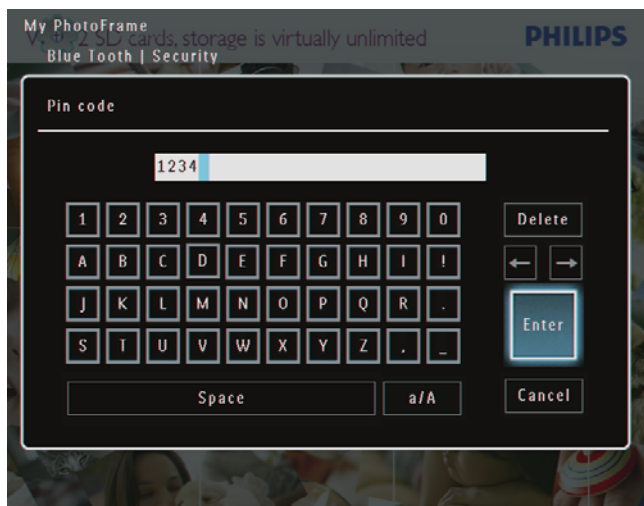 My PhotoFrame
2 SD cards, storage is virtually unlimited
PHILIPS
Blue Tooth | Security
Pin code
1234
1 2 3 4 5 6 7 8 9 0 Delete
A B C D E F G H I ! ← →
J K L M N O P Q R .
Enter
S T U V W X Y Z , _
Space a/A Cancel